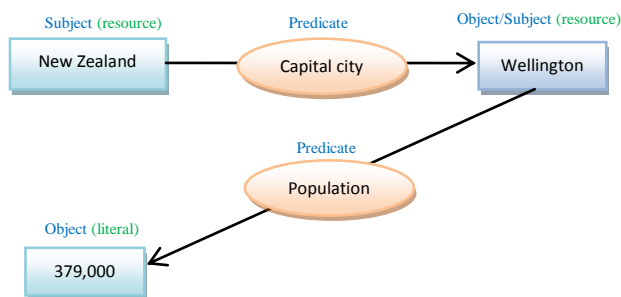 Subject (resource)
Predicate
Object/Subject (resource)
New Zealand
Capital city
Wellington
Predicate
Population
Object (literal)
379,000